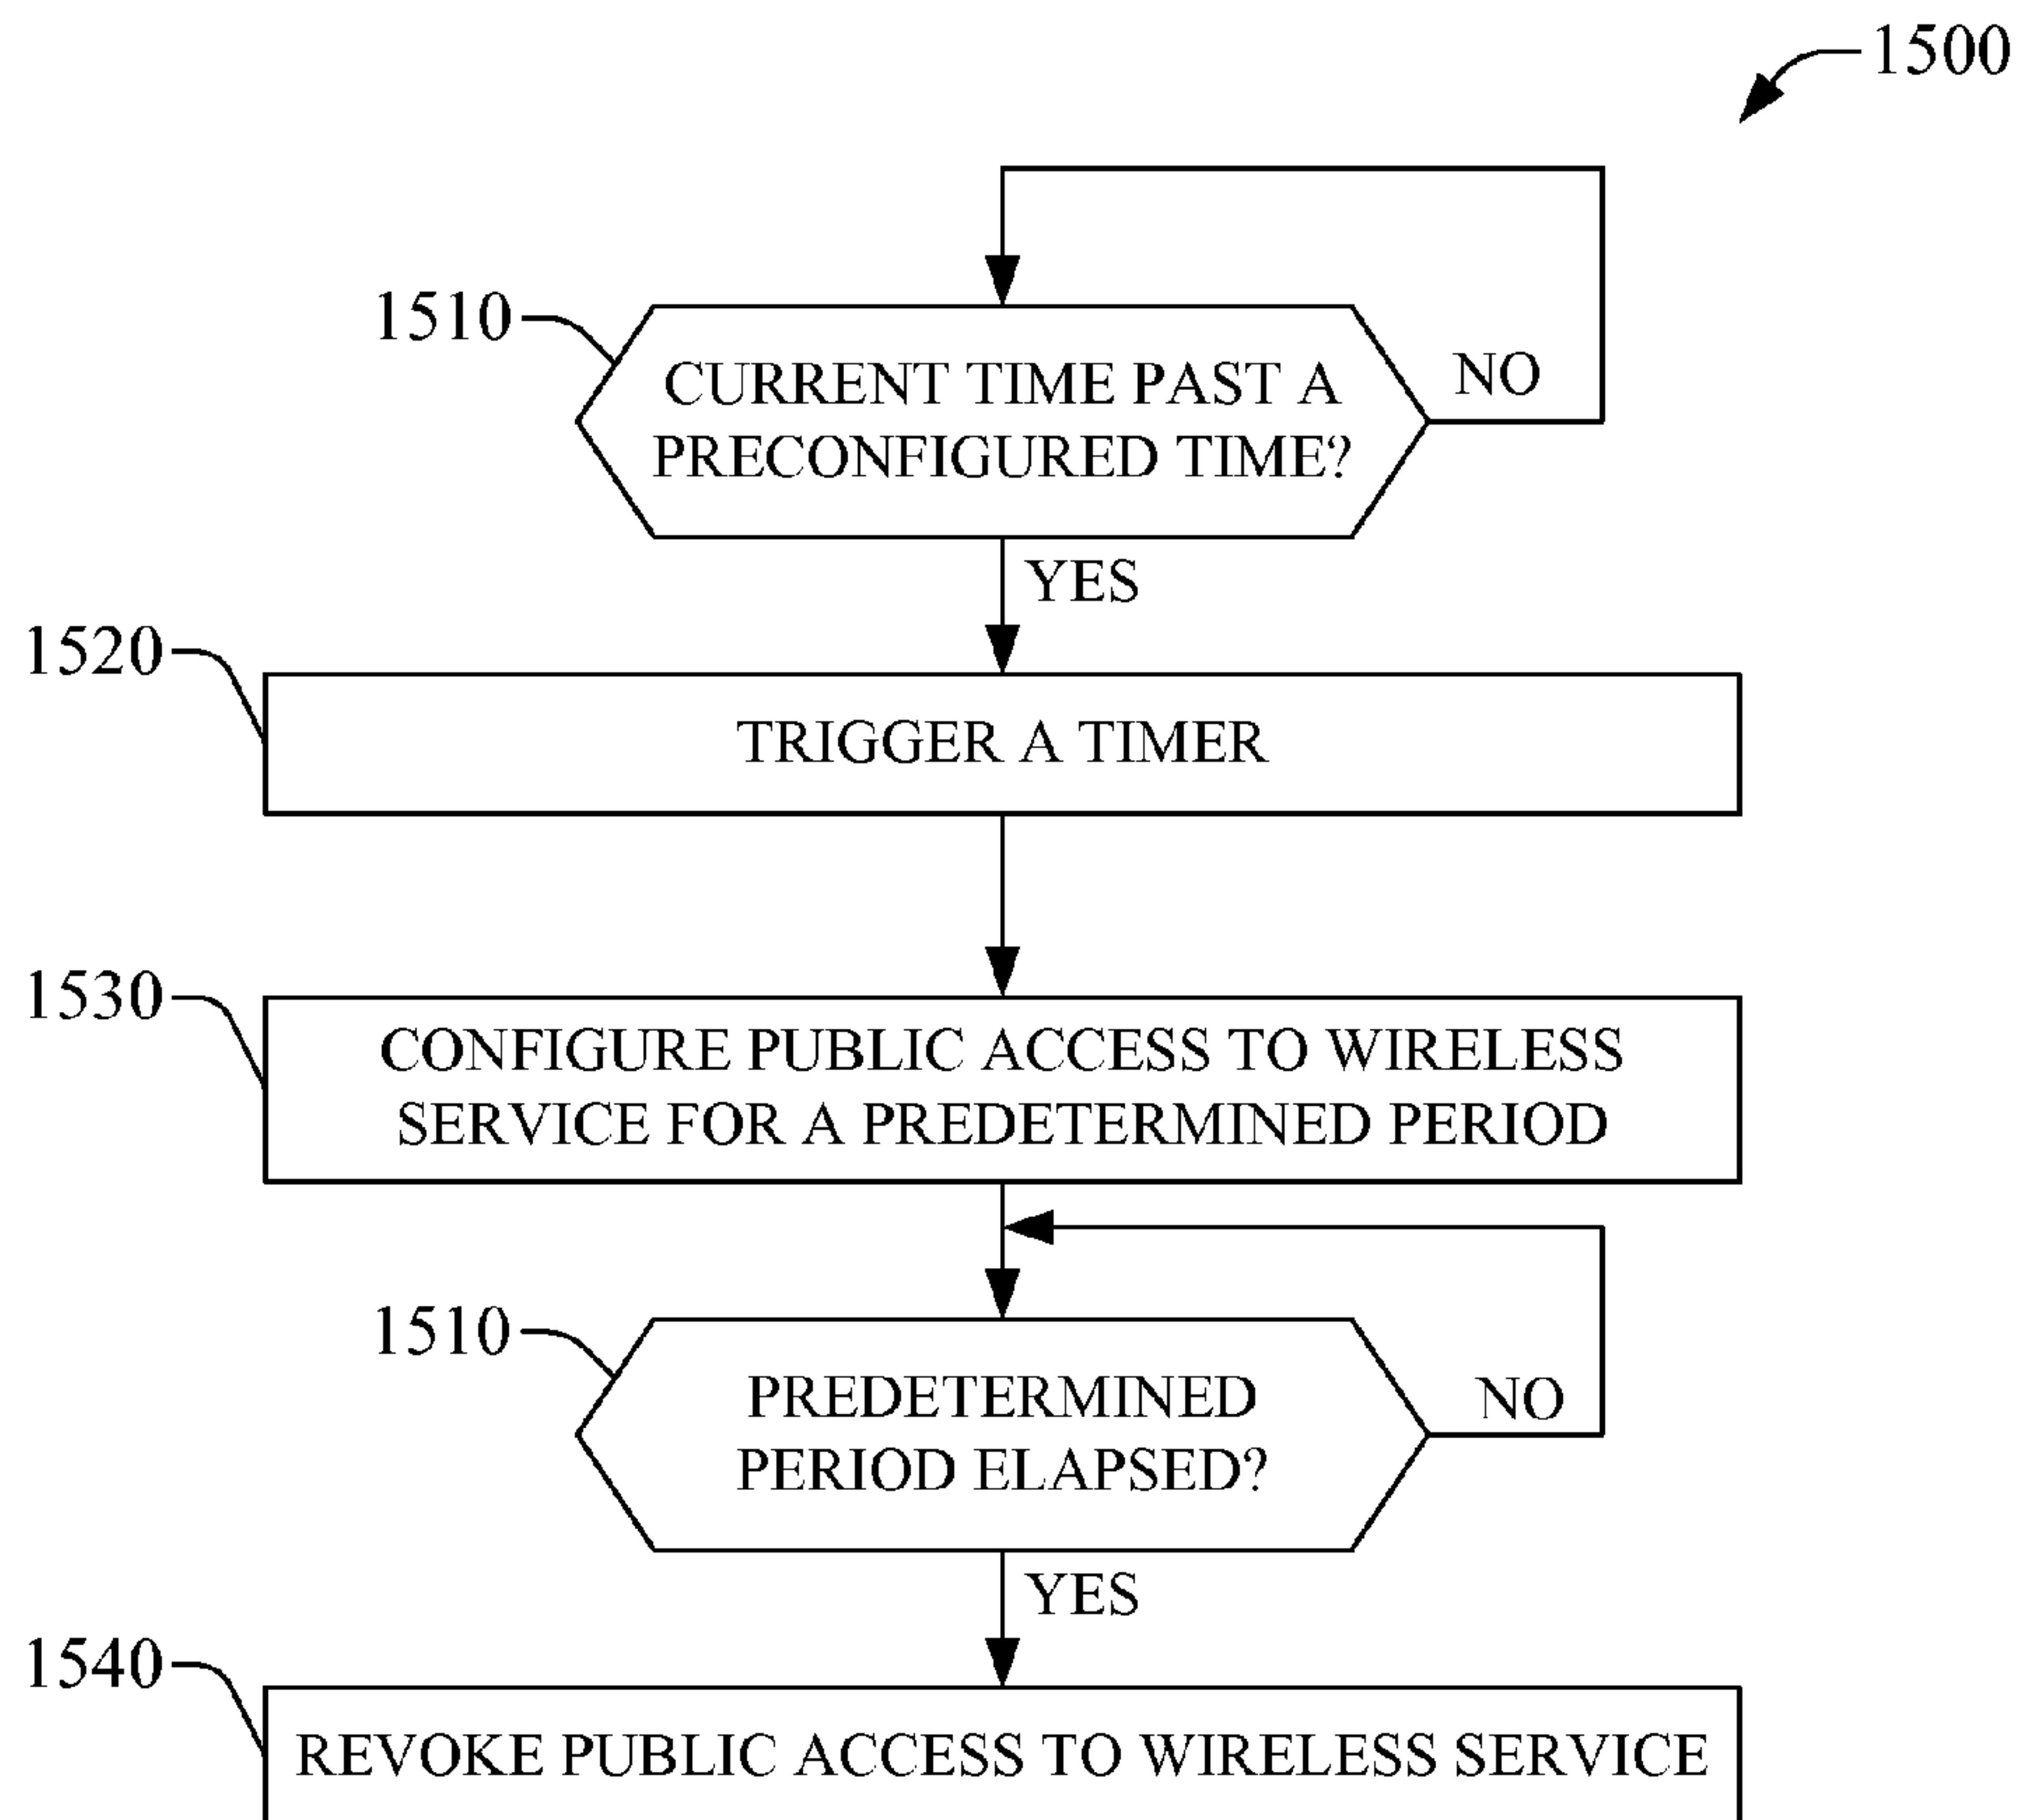 1500
1510
CURRENT TIME PAST A
PRECONFIGURED TIME?
NO
YES
1520
TRIGGER A TIMER
1530
CONFIGURE PUBLIC ACCESS TO WIRELESS
SERVICE FOR A PREDETERMINED PERIOD
1510
PREDETERMINED
PERIOD ELAPSED?
NO
YES
1540
REVOKE PUBLIC ACCESS TO WIRELESS SERVICE